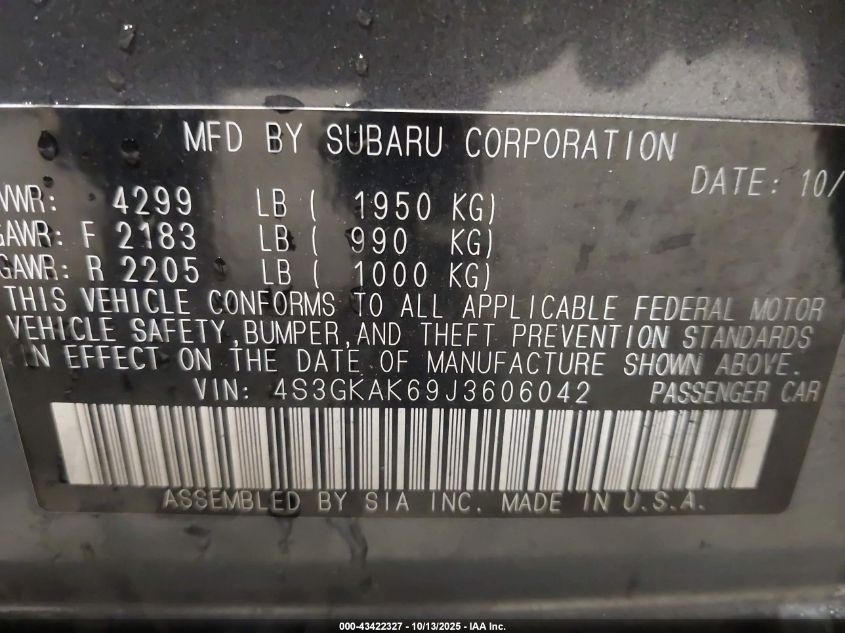 MFD BY SUBARU CORPORATION
DATE: 10/
VWR: 4299 LB ( 1950 KG)
GAWR: F 2183 LB ( 990 KG)
GAWR: R 2205 LB ( 1000 KG)
THIS VEHICLE CONFORMS TO ALL APPLICABLE FEDERAL MOTOR
VEHICLE SAFETY, BUMPER, AND THEFT PREVENTION STANDARDS
IN EFFECT ON THE DATE OF MANUFACTURE SHOWN ABOVE.
VIN: 4S3GKAK69J3606042 PASSENGER CAR
ASSEMBLED BY SIA INC. MADE IN U.S.A.
000-43422327 - 10/13/2025 - IAA Inc.